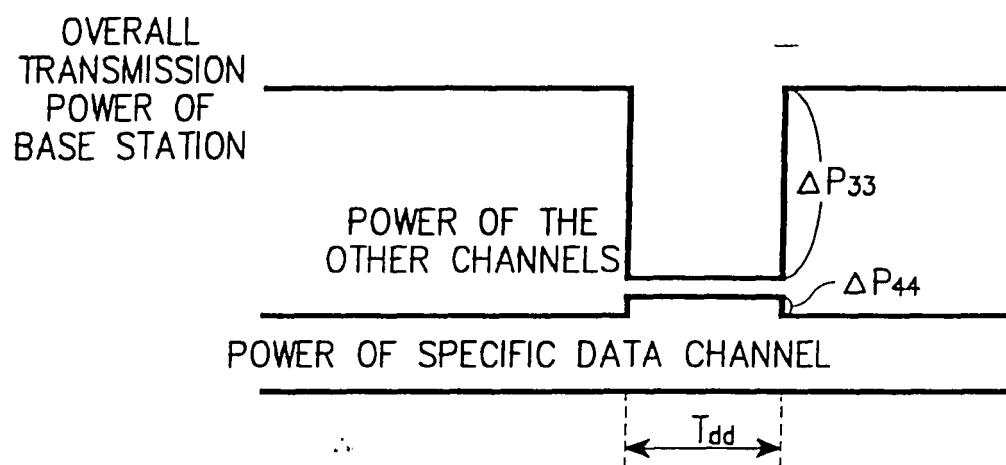 OVERALL
TRANSMISSION
POWER OF
BASE STATION
ΔP33
POWER OF THE
OTHER CHANNELS
ΔP44
POWER OF SPECIFIC DATA CHANNEL
Tdd